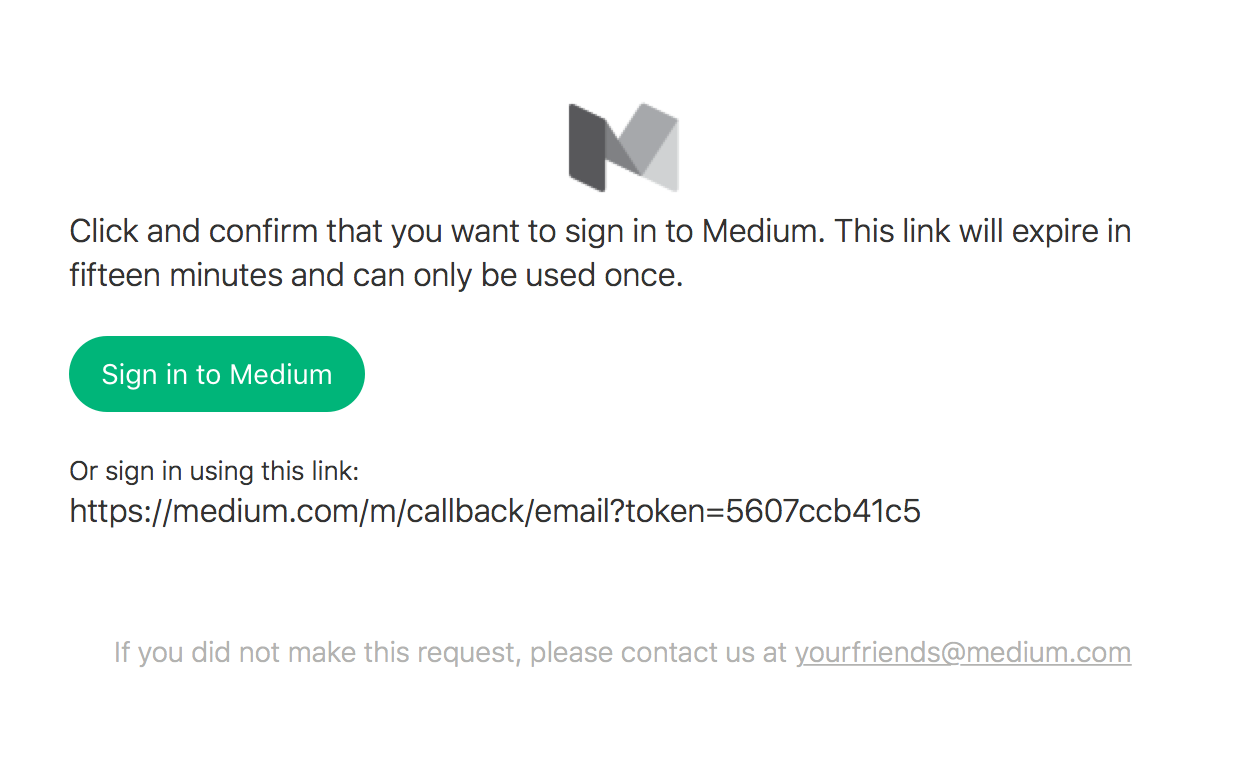 Click and confirm that you want to sign in to Medium. This link will expire in
fifteen minutes and can only be used once.
Sign in to Medium
Or sign in using this link:
https://medium.com/m/callback/email?token=5607ccb41c5
If you did not make this request, please contact us at yourfriends@medium.com